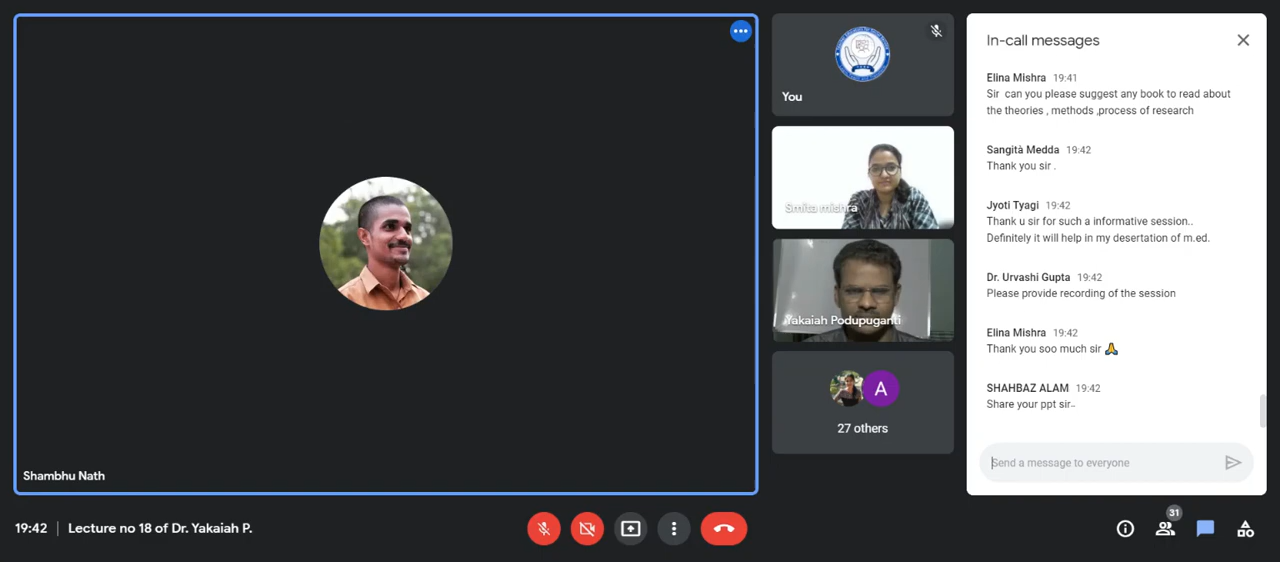 Shambhu Nath
You
Smita mishra
Yakaiah Podupuganti
A
27 others
In-call messages
Elina Mishra 19:41
Sir can you please suggest any book to read about
the theories , methods ,process of research
Sangità Medda 19:42
Thank you sir .
Jyoti Tyagi 19:42
Thank u sir for such a informative session..
Definitely it will help in my desertation of m.ed.
Dr. Urvashi Gupta 19:42
Please provide recording of the session
Elina Mishra 19:42
Thank you soo much sir 🙏
SHAHBAZ ALAM 19:42
Share your ppt sir..
Send a message to everyone
19:42 | Lecture no 18 of Dr. Yakaiah P.
31